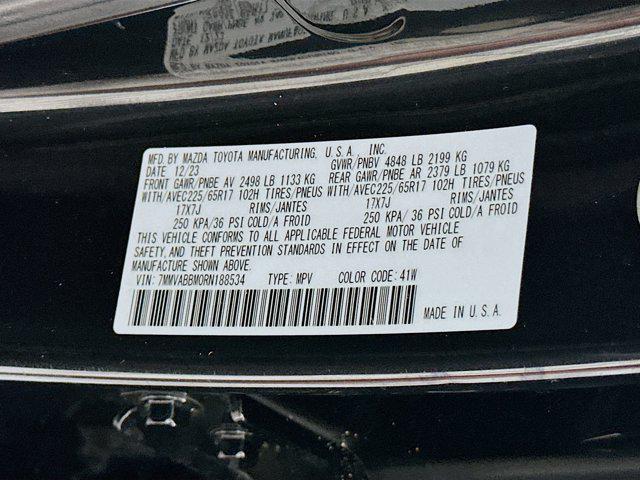 MFD. BY MAZDA TOYOTA MANUFACTURING, U.S.A., INC.
DATE 12/23 GVWR/PNBV 4848 LB 2199 KG
FRONT GAWR/PNBE AV 2498 LB 1133 KG REAR GAWR/PNBE AR 2379 LB 1079 KG
WITH/AVEC225/65R17 102H TIRES/PNEUS WITH/AVEC225/65R17 102H TIRES/PNEUS
17X7J RIMS/JANTES 17X7J RIMS/JANTES
250 KPA/36 PSI COLD/A FROID 250 KPA/36 PSI COLD/A FROID
THIS VEHICLE CONFORMS TO ALL APPLICABLE FEDERAL MOTOR VEHICLE
SAFETY, AND THEFT PREVENTION STANDARDS IN EFFECT ON THE DATE OF
MANUFACTURE SHOWN ABOVE.
VIN: 7MMVABBM0RN188534 TYPE: MPV COLOR CODE: 41W
MADE IN U.S.A.